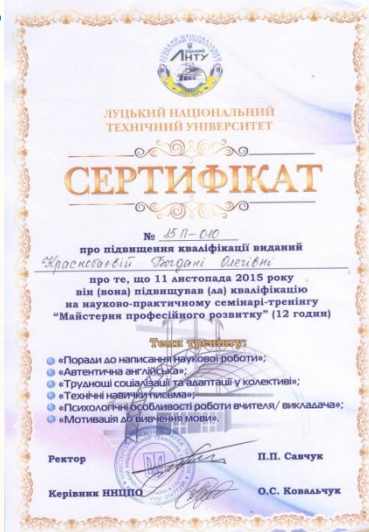 ЛНТУ
ЛУЦЬКИЙ НАЦІОНАЛЬНИЙ
ТЕХНІЧНИЙ УНІВЕРСИТЕТ
СЕРТИФІКАТ
№ 15 П-010
про підвищення кваліфікації виданий
Богдані Олегівні
про те, що 11 листопада 2015 року
він (вона) підвищував (ла) кваліфікацію
на науково-практичному семінарі-тренінгу
“Майстерня професійного розвитку” (12 годин)
Теми тренінгу:
«Поради до написання наукової роботи»;
«Автентична англійська»;
«Труднощі соціалізації та адаптації у колективі»;
«Технічні навички письма»;
«Психологічні особливості роботи вчителя/ викладача»;
«Мотивація до вивчення мови».
Ректор П.П. Савчук
Керівник ННЦПО О.С. Ковальчук